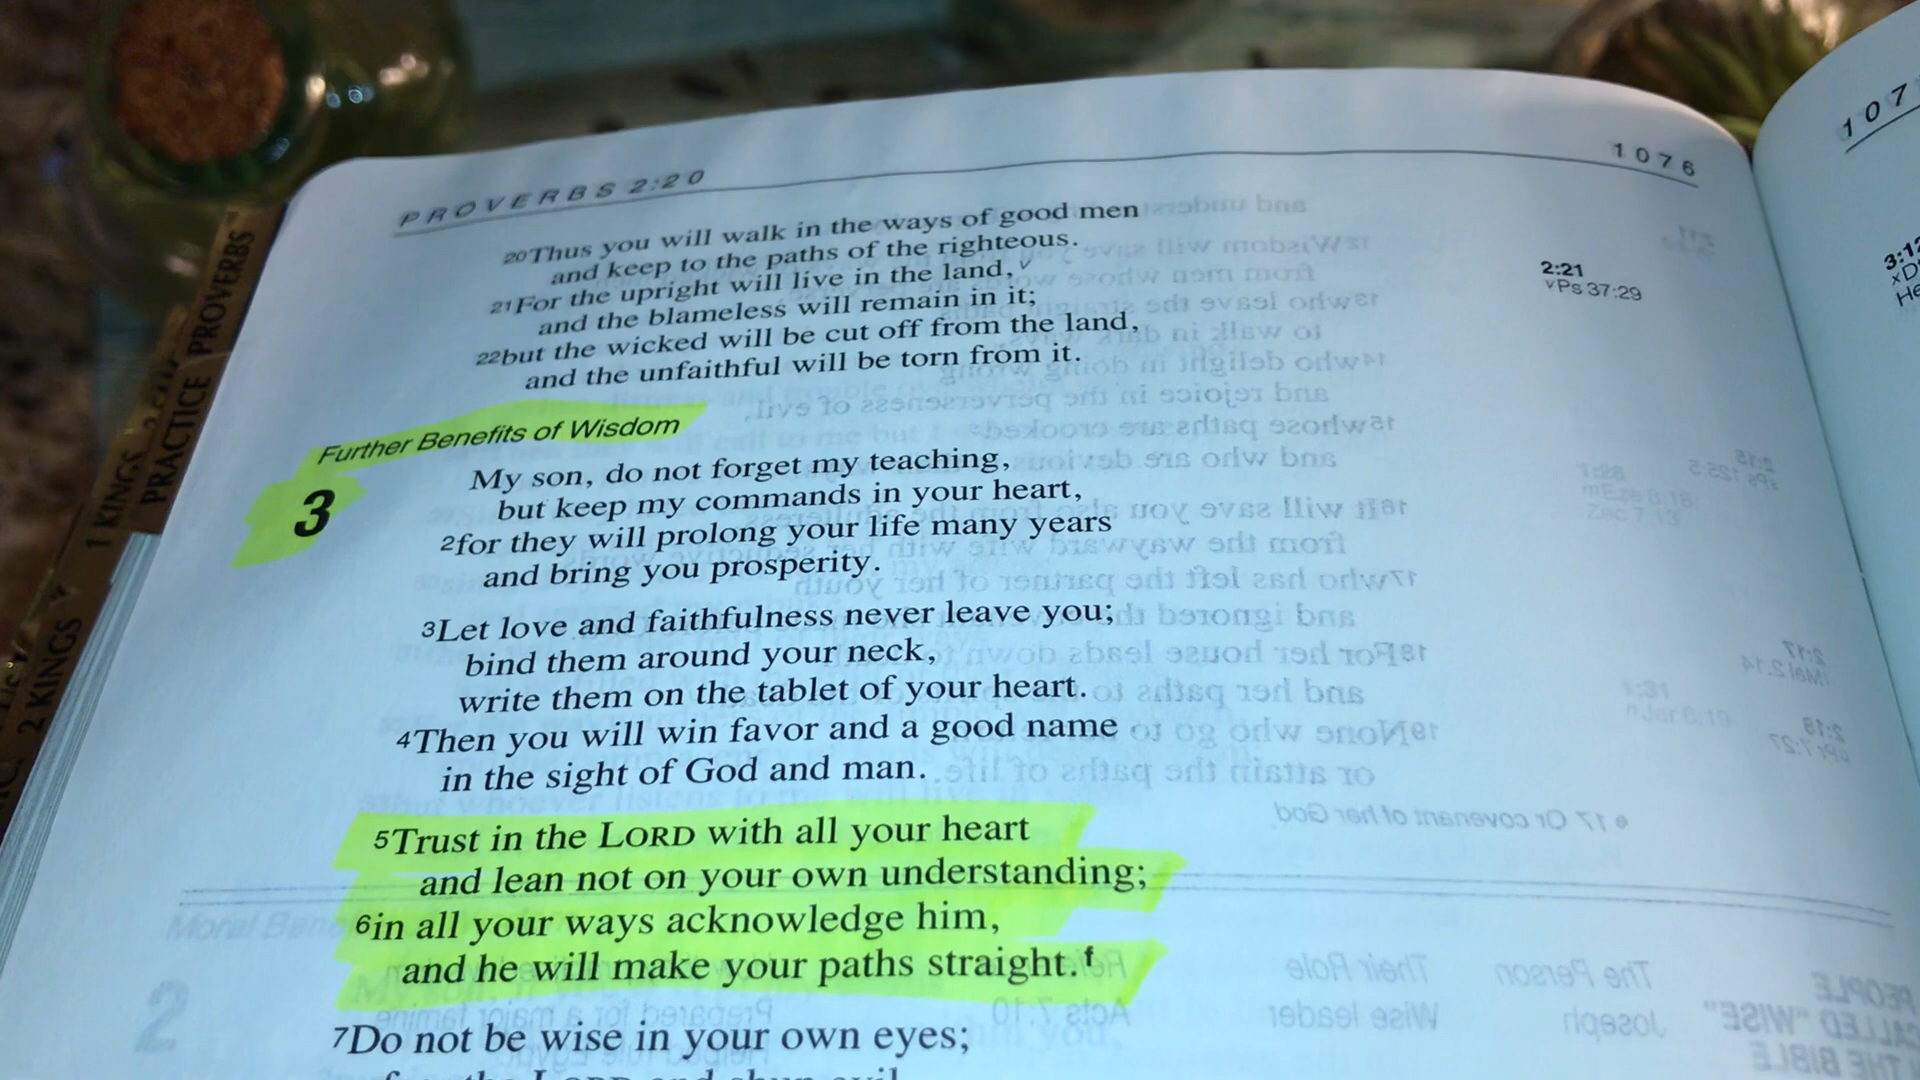 PROVERBS 2:20
1076
20Thus you will walk in the ways of good men
and keep to the paths of the righteous.
21For the upright will live in the land,v
and the blameless will remain in it;
22but the wicked will be cut off from the land,
and the unfaithful will be torn from it.
2:21
vPs 37:29
Further Benefits of Wisdom
3
My son, do not forget my teaching,
but keep my commands in your heart,
2for they will prolong your life many years
and bring you prosperity.
3Let love and faithfulness never leave you;
bind them around your neck,
write them on the tablet of your heart.
4Then you will win favor and a good name
in the sight of God and man.
5Trust in the LORD with all your heart
and lean not on your own understanding;
6in all your ways acknowledge him,
and he will make your paths straight.f
7Do not be wise in your own eyes;
PROVERBS
PRACTICE
1 KINGS
2 KINGS
107
3:12